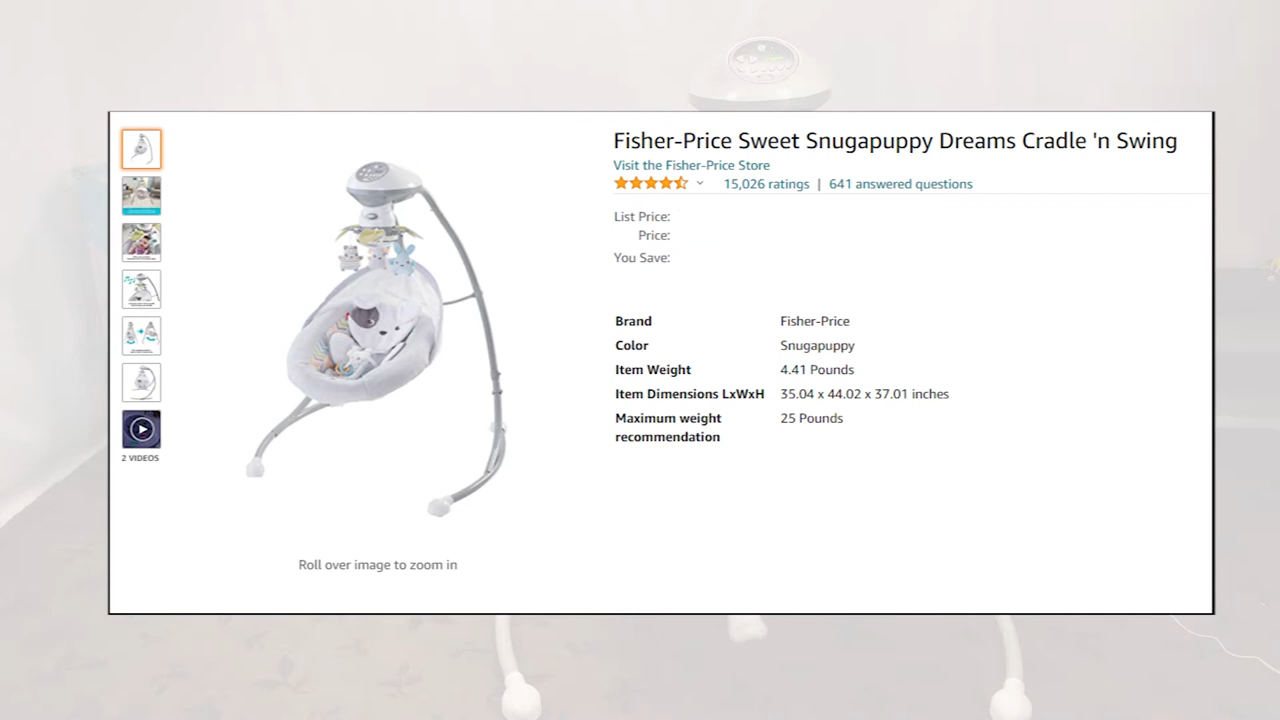 Fisher-Price Sweet Snugapuppy Dreams Cradle 'n Swing
Visit the Fisher-Price Store
15,026 ratings | 641 answered questions
List Price:
Price:
You Save:
Brand Fisher-Price
Color Snugapuppy
Item Weight 4.41 Pounds
Item Dimensions LxWxH 35.04 x 44.02 x 37.01 inches
Maximum weight recommendation 25 Pounds
2 VIDEOS
Roll over image to zoom in